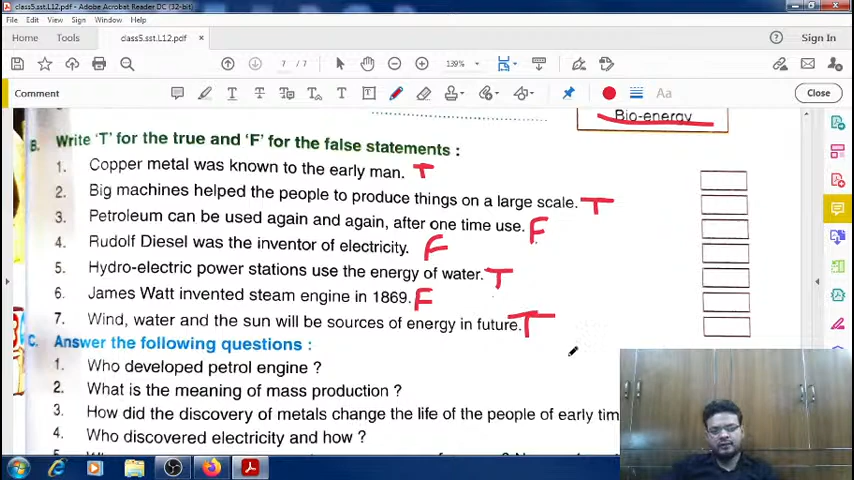 class5.sst.L12.pdf - Adobe Acrobat Reader DC (32-bit)
File Edit View Sign Window Help
Home Tools class5.sst.L12.pdf × Sign In
7 / 7 139%
Comment Close
Bio-energy
B. Write 'T' for the true and 'F' for the false statements :
1. Copper metal was known to the early man. T
2. Big machines helped the people to produce things on a large scale. T
3. Petroleum can be used again and again, after one time use. F
4. Rudolf Diesel was the inventor of electricity. F
5. Hydro-electric power stations use the energy of water. T
6. James Watt invented steam engine in 1869. F
7. Wind, water and the sun will be sources of energy in future. T
C. Answer the following questions :
1. Who developed petrol engine ?
2. What is the meaning of mass production ?
3. How did the discovery of metals change the life of the people of early tim
4. Who discovered electricity and how ?